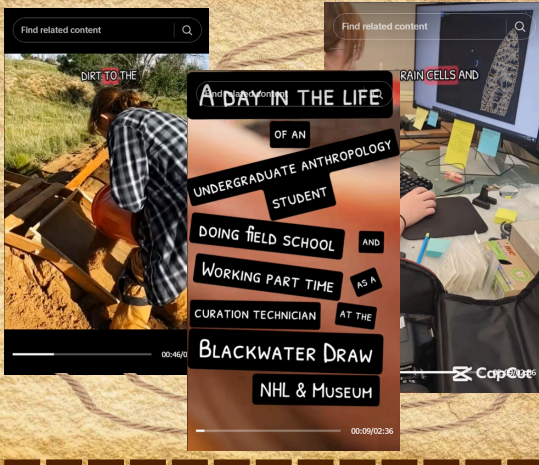 Find related content
DIRT TO THE
00:46/0
Find related content
A DAY IN THE LIFE
OF AN
UNDERGRADUATE ANTHROPOLOGY
STUDENT
DOING field SCHOOL
AND
WORKING PART TIME
AS A
CURATION TECHNICIAN
AT THE
BLACKWATER DRAW
NHL & MUSEUM
00:09/02:36
Find related content
RAIN CELLS AND
CapCut